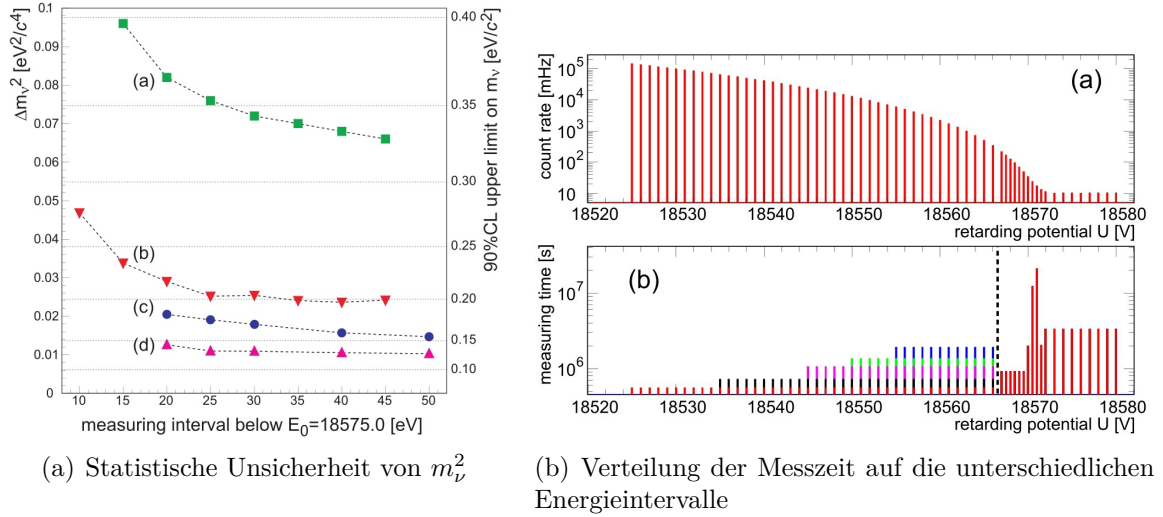 Δmν² [eV²/c⁴]
0.1
0.09
0.08
0.07
0.06
0.05
0.04
0.03
0.02
0.01
0
(a)
(b)
(c)
(d)
0.40
0.35
0.30
0.25
0.20
0.15
0.10
90%CL upper limit on mν [eV/c²]
10 15 20 25 30 35 40 45 50
measuring interval below E₀=18575.0 [eV]
(a) Statistische Unsicherheit von m²ν
count rate [mHz]
10⁵
10⁴
10³
10²
10
(a)
18520 18530 18540 18550 18560 18570 18580
retarding potential U [V]
measuring time [s]
10⁷
10⁶
(b)
18520 18530 18540 18550 18560 18570 18580
retarding potential U [V]
(b) Verteilung der Messzeit auf die unterschiedlichen
Energieintervalle